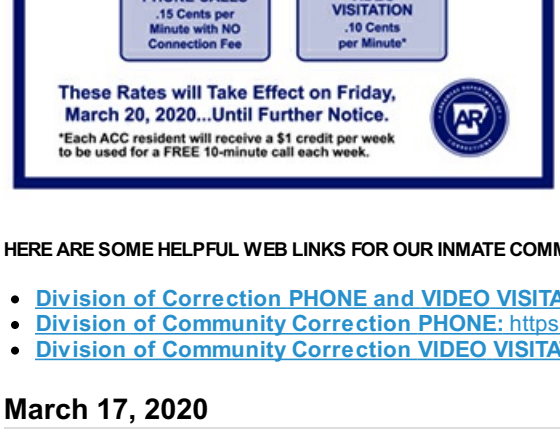 PHONE CALLS
.15 Cents per
Minute with NO
Connection Fee
VIDEO
VISITATION
.10 Cents
per Minute*
These Rates will Take Effect on Friday,
March 20, 2020...Until Further Notice.
*Each ACC resident will receive a $1 credit per week
to be used for a FREE 10-minute call each week.
AR
HERE ARE SOME HELPFUL WEB LINKS FOR OUR INMATE COMM
Division of Correction PHONE and VIDEO VISITA
Division of Community Correction PHONE: https
Division of Community Correction VIDEO VISITA
March 17, 2020